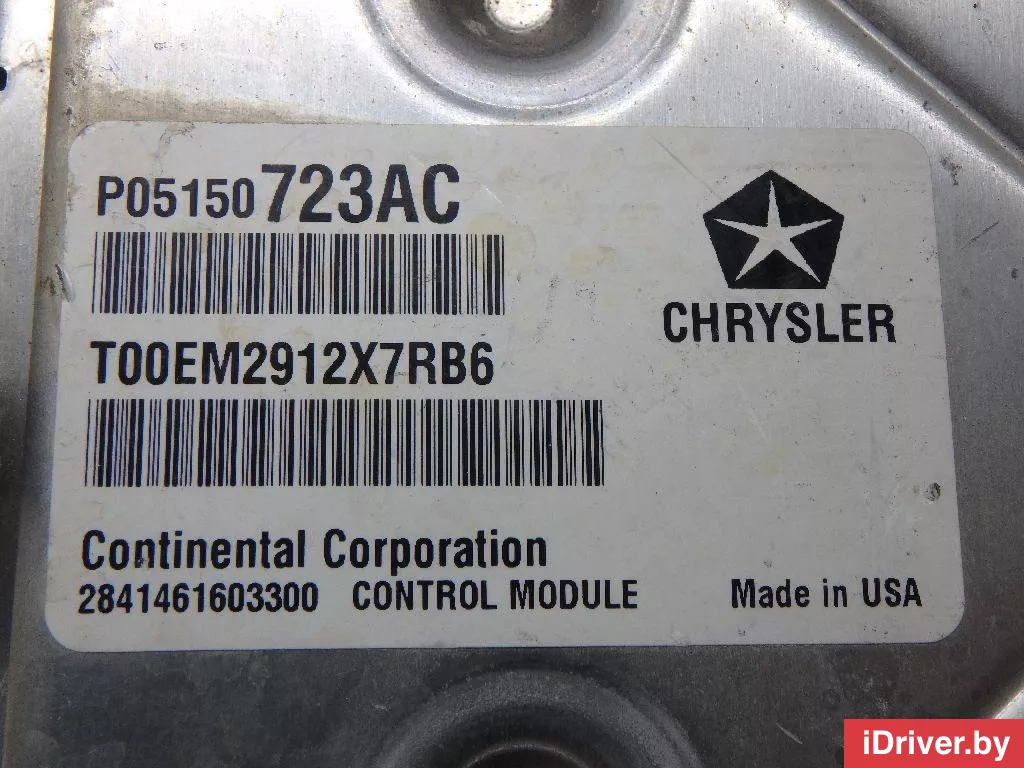 P05150723AC
CHRYSLER
T00EM2912X7RB6
Continental Corporation
2841461603300 CONTROL MODULE Made in USA
iDriver.by